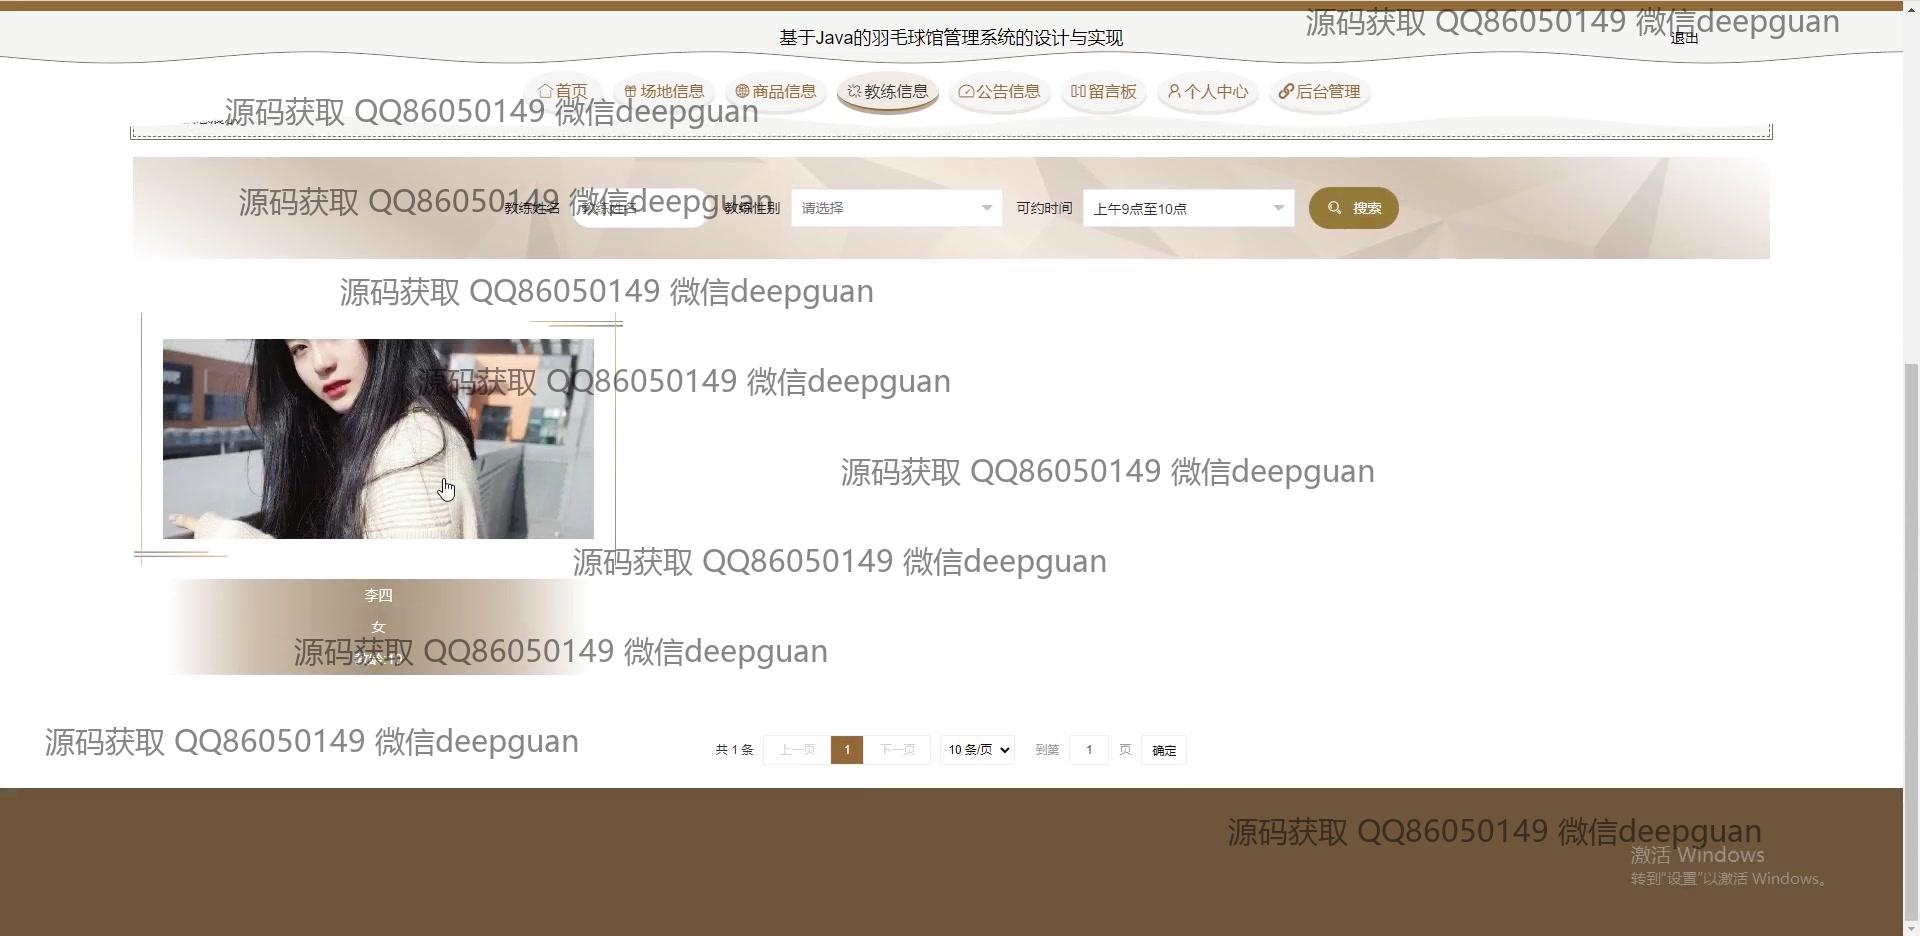 基于Java的羽毛球馆管理系统的设计与实现
源码获取 QQ86050149 微信deepguan
退出
首页 场地信息 商品信息 教练信息 公告信息 留言板 个人中心 后台管理
源码获取 QQ86050149 微信deepguan
源码获取 QQ86050149 微信deepguan
教练姓名 教练姓名 教练性别 请选择 可约时间 上午9点至10点 搜索
源码获取 QQ86050149 微信deepguan
源码获取 QQ86050149 微信deepguan
源码获取 QQ86050149 微信deepguan
源码获取 QQ86050149 微信deepguan
李四
女
源码获取 QQ86050149 微信deepguan
源码获取 QQ86050149 微信deepguan
共 1 条 上一页 1 下一页 10 条/页 到第 1 页 确定
源码获取 QQ86050149 微信deepguan
激活 Windows
转到"设置"以激活 Windows。